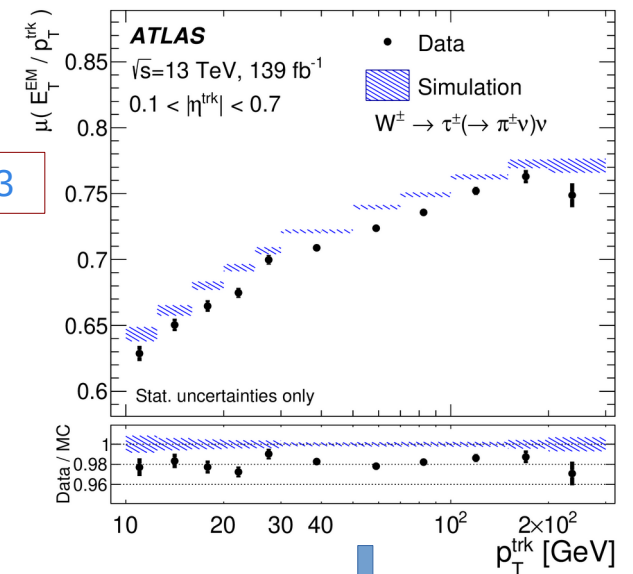 ATLAS
√s=13 TeV, 139 fb⁻¹
0.1 < |η^trk| < 0.7
Data
Simulation
W^± → τ^±(→ π^±ν)ν
μ( E_T^EM / p_T^trk )
0.85
0.8
0.75
0.7
0.65
0.6
3
Stat. uncertainties only
Data / MC
1
0.98
0.96
10 20 30 40 10² 2×10²
p_T^trk [GeV]